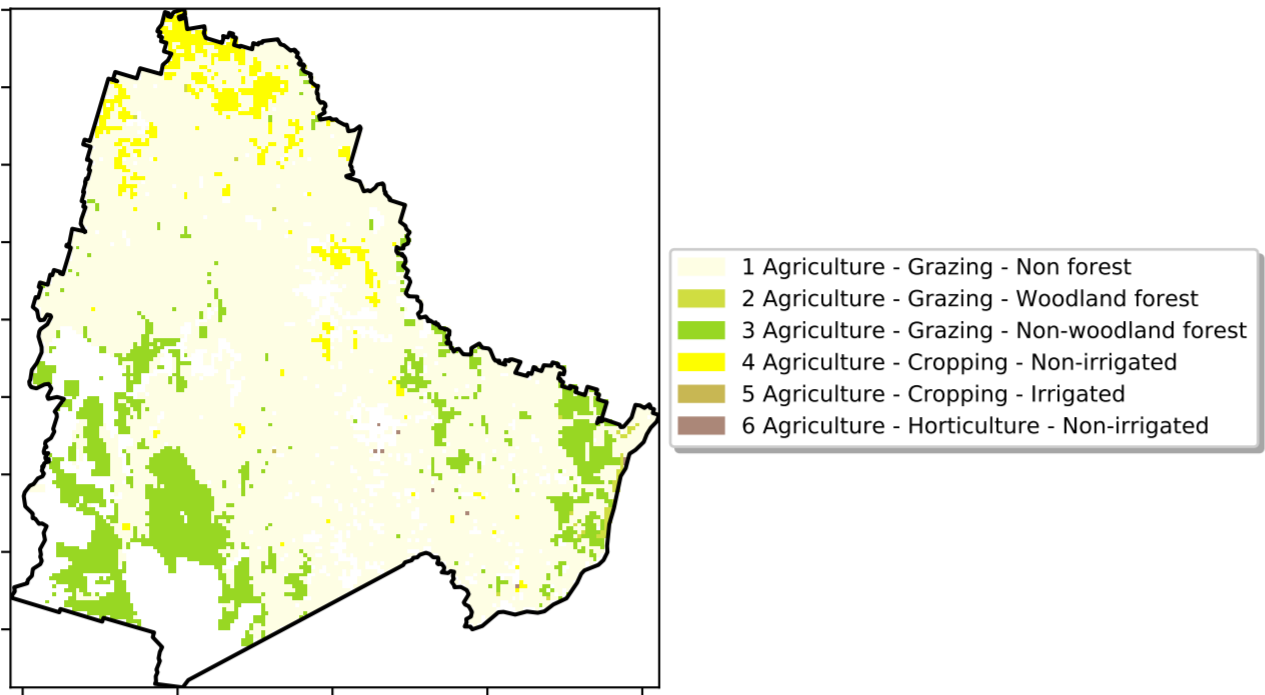 1 Agriculture - Grazing - Non forest
2 Agriculture - Grazing - Woodland forest
3 Agriculture - Grazing - Non-woodland forest
4 Agriculture - Cropping - Non-irrigated
5 Agriculture - Cropping - Irrigated
6 Agriculture - Horticulture - Non-irrigated